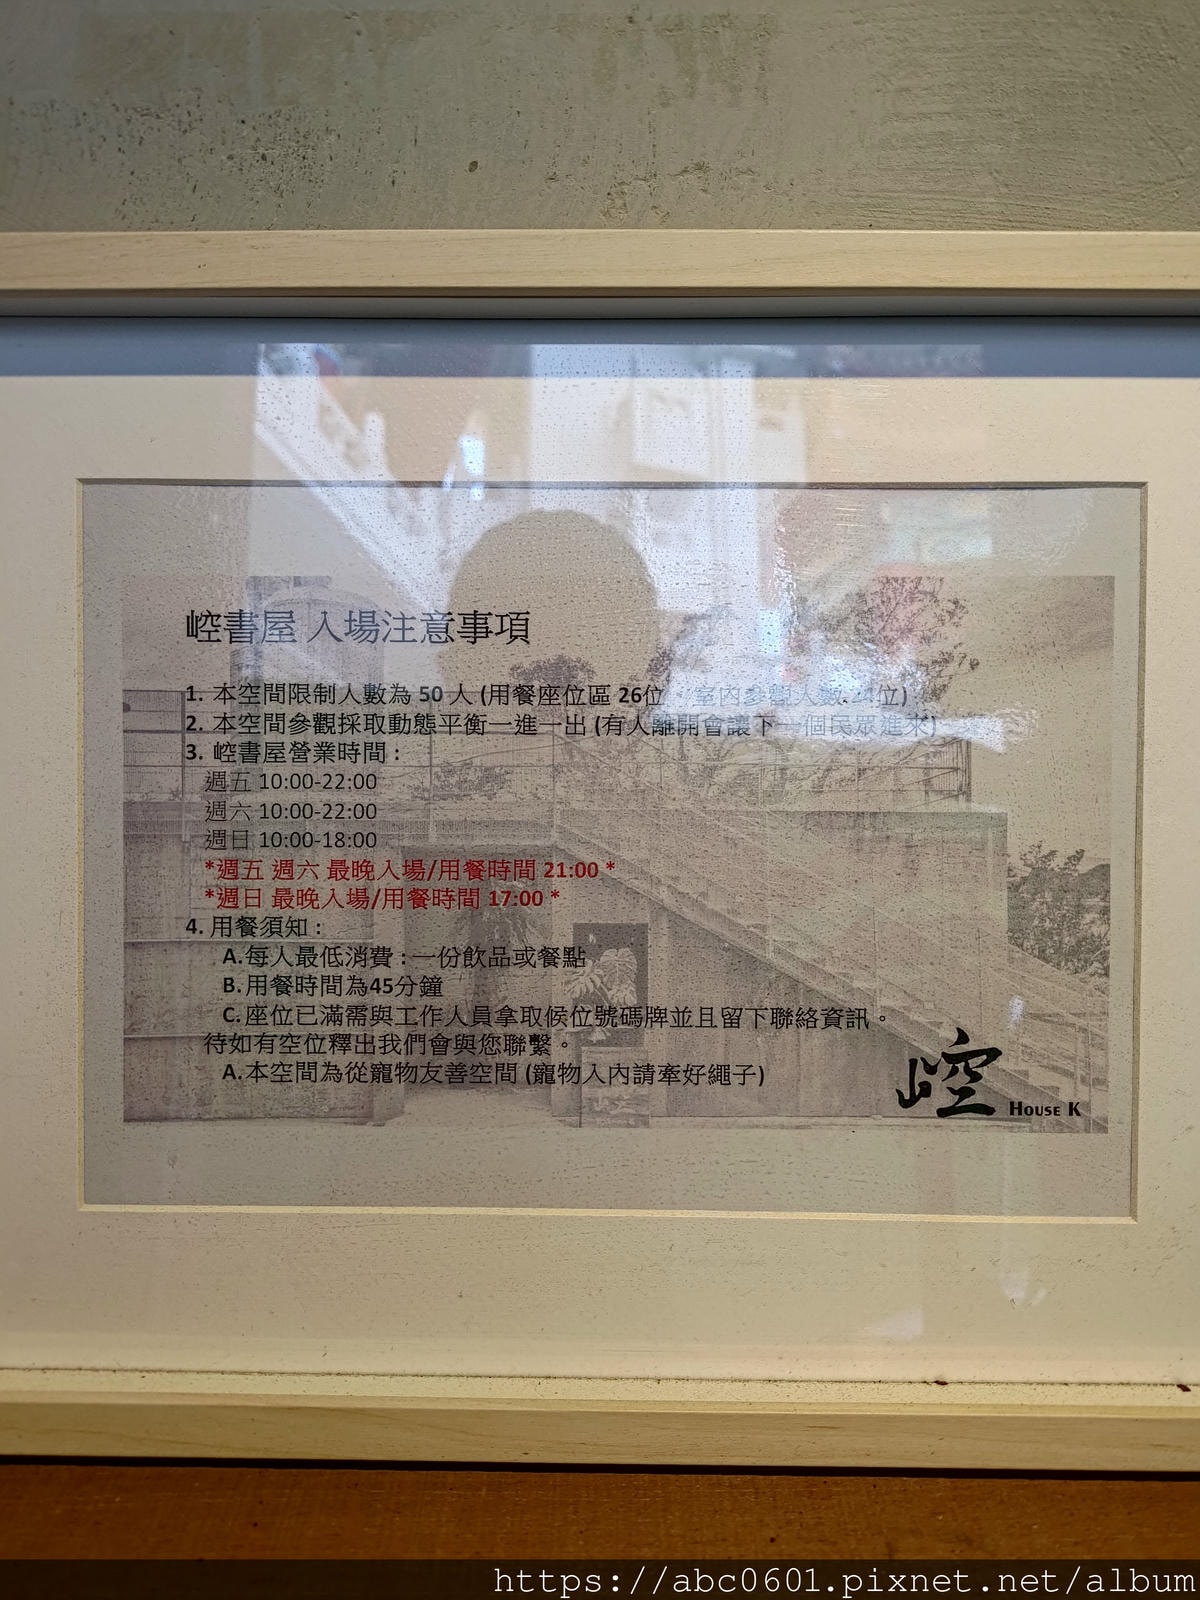 崆書屋 入場注意事項
1. 本空間限制人數為 50 人 (用餐座位區 26位 / 室內參觀人數 24位)
2. 本空間參觀採取動態平衡一進一出 (有人離開會讓下一個民眾進來)
3. 崆書屋營業時間 :
週五 10:00-22:00
週六 10:00-22:00
週日 10:00-18:00
*週五 週六 最晚入場/用餐時間 21:00 *
*週日 最晚入場/用餐時間 17:00 *
4. 用餐須知 :
A. 每人最低消費 : 一份飲品或餐點
B. 用餐時間為45分鐘
C. 座位已滿需與工作人員拿取候位號碼牌並且留下聯絡資訊。
待如有空位釋出我們會與您聯繫。
A. 本空間為從寵物友善空間 (寵物入內請牽好繩子)
崆 HOUSE K
https://abc0601.pixnet.net/album